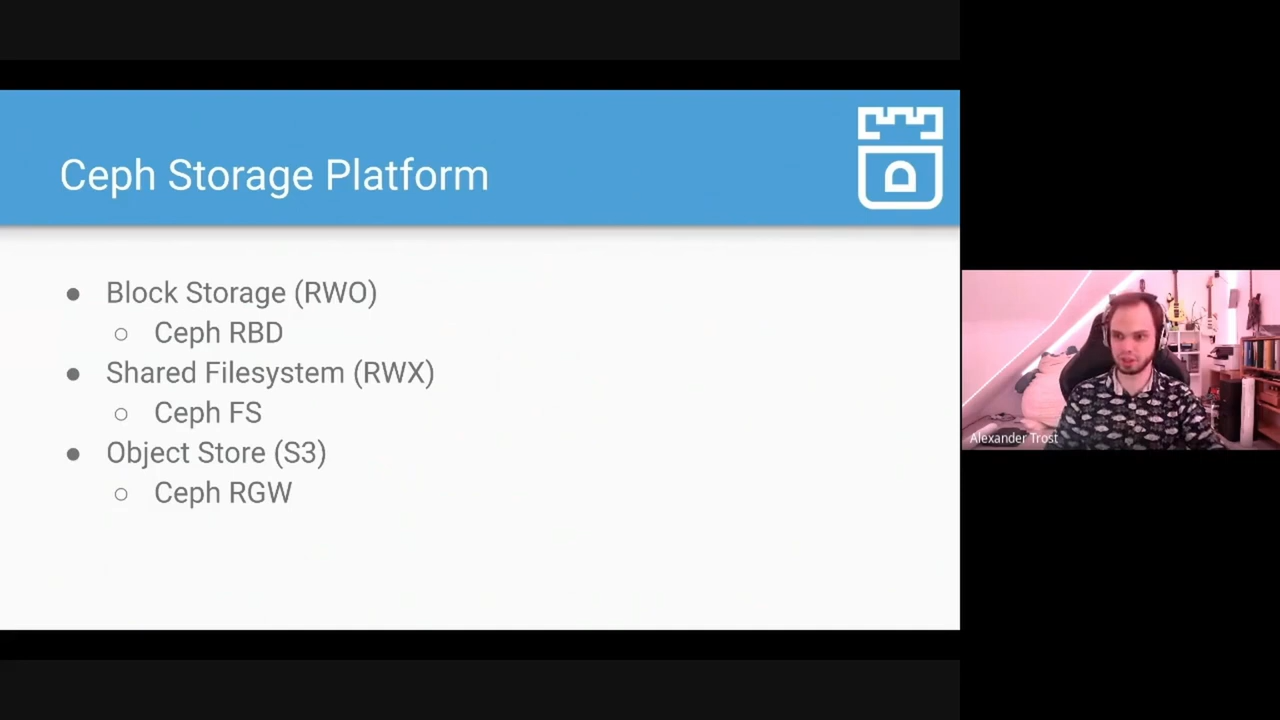 Ceph Storage Platform
● Block Storage (RWO)
○ Ceph RBD
● Shared Filesystem (RWX)
○ Ceph FS
● Object Store (S3)
○ Ceph RGW
Alexander Trost